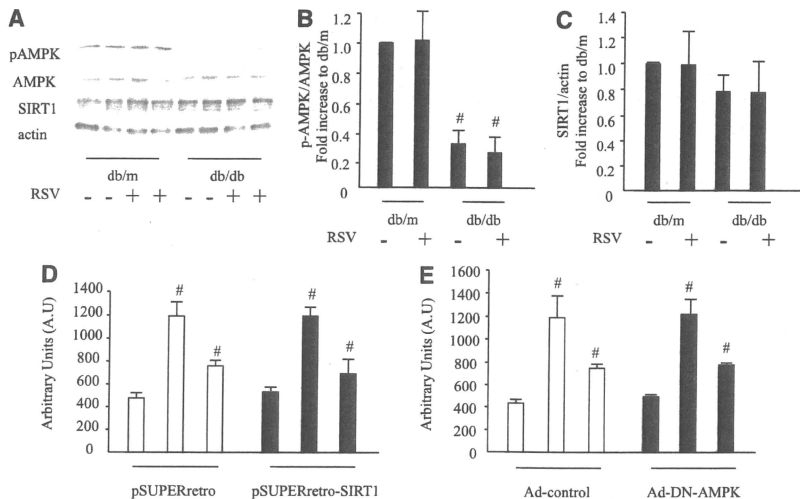 A
pAMPK
AMPK
SIRT1
actin
db/m
db/db
RSV
- - + + - - + +
B
p-AMPK/AMPK
Fold increase to db/m
1.2
1.0
0.8
0.6
0.4
0.2
0
#
#
db/m
db/db
RSV
- + - +
C
SIRT1/actin
Fold increase to db/m
1.4
1.2
1.0
0.8
0.6
0.4
0.2
0
db/m
db/db
RSV
- + - +
D
Arbitrary Units (A.U)
1400
1200
1000
800
600
400
200
0
#
#
#
#
pSUPERretro
pSUPERretro-SIRT1
E
Arbitrary Units (A.U)
1600
1400
1200
1000
800
600
400
200
0
#
#
#
#
Ad-control
Ad-DN-AMPK